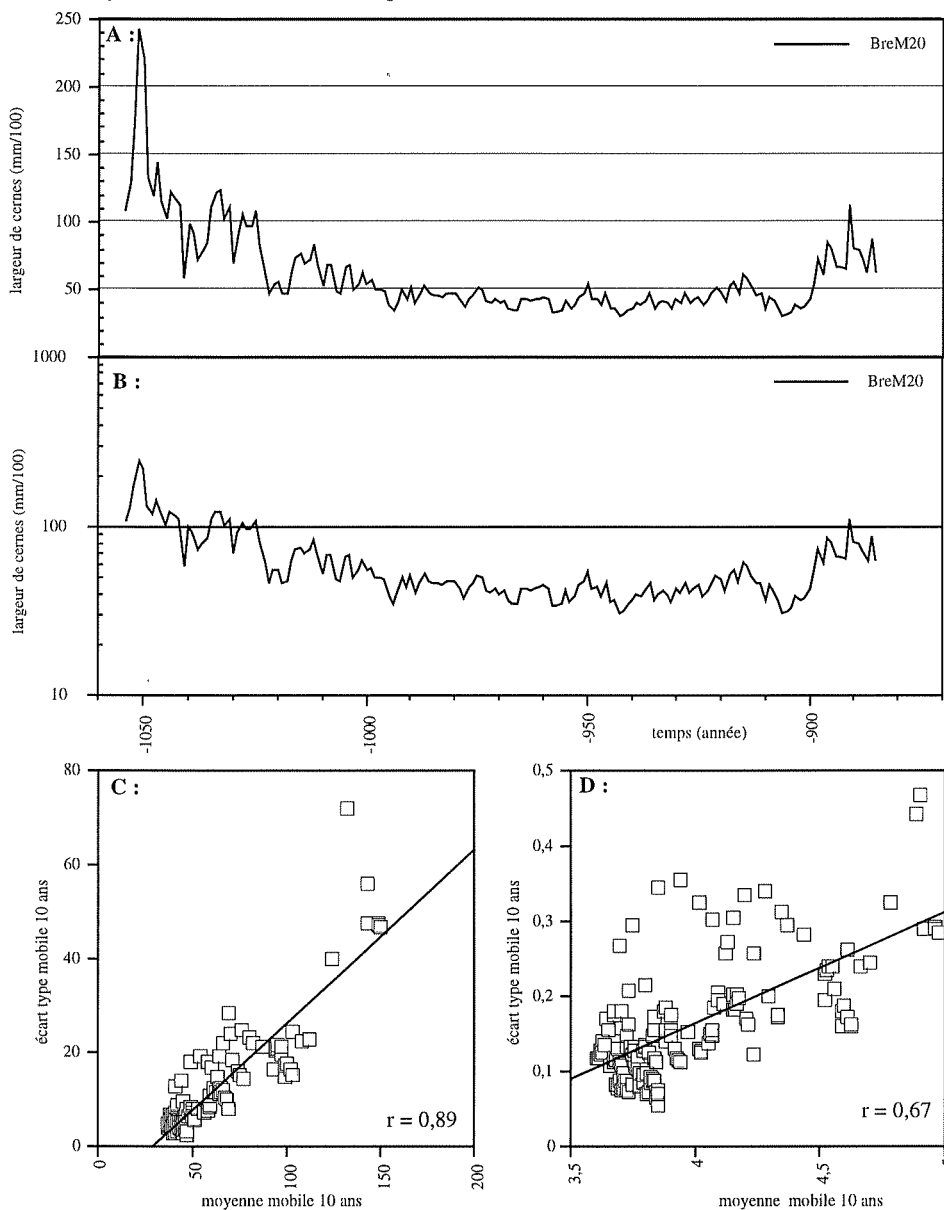 A :
BreM20
250
200
150
100
50
1000
largeur de cernes (mm/100)
B :
BreM20
100
10
largeur de cernes (mm/100)
-1050
-1000
-950
temps (année)
-900
C :
80
60
40
20
0
écart type mobile 10 ans
r = 0,89
0
50
100
150
200
moyenne mobile 10 ans
D :
0,5
0,4
0,3
0,2
0,1
0
écart type mobile 10 ans
r = 0,67
3,5
4
4,5
moyenne mobile 10 ans